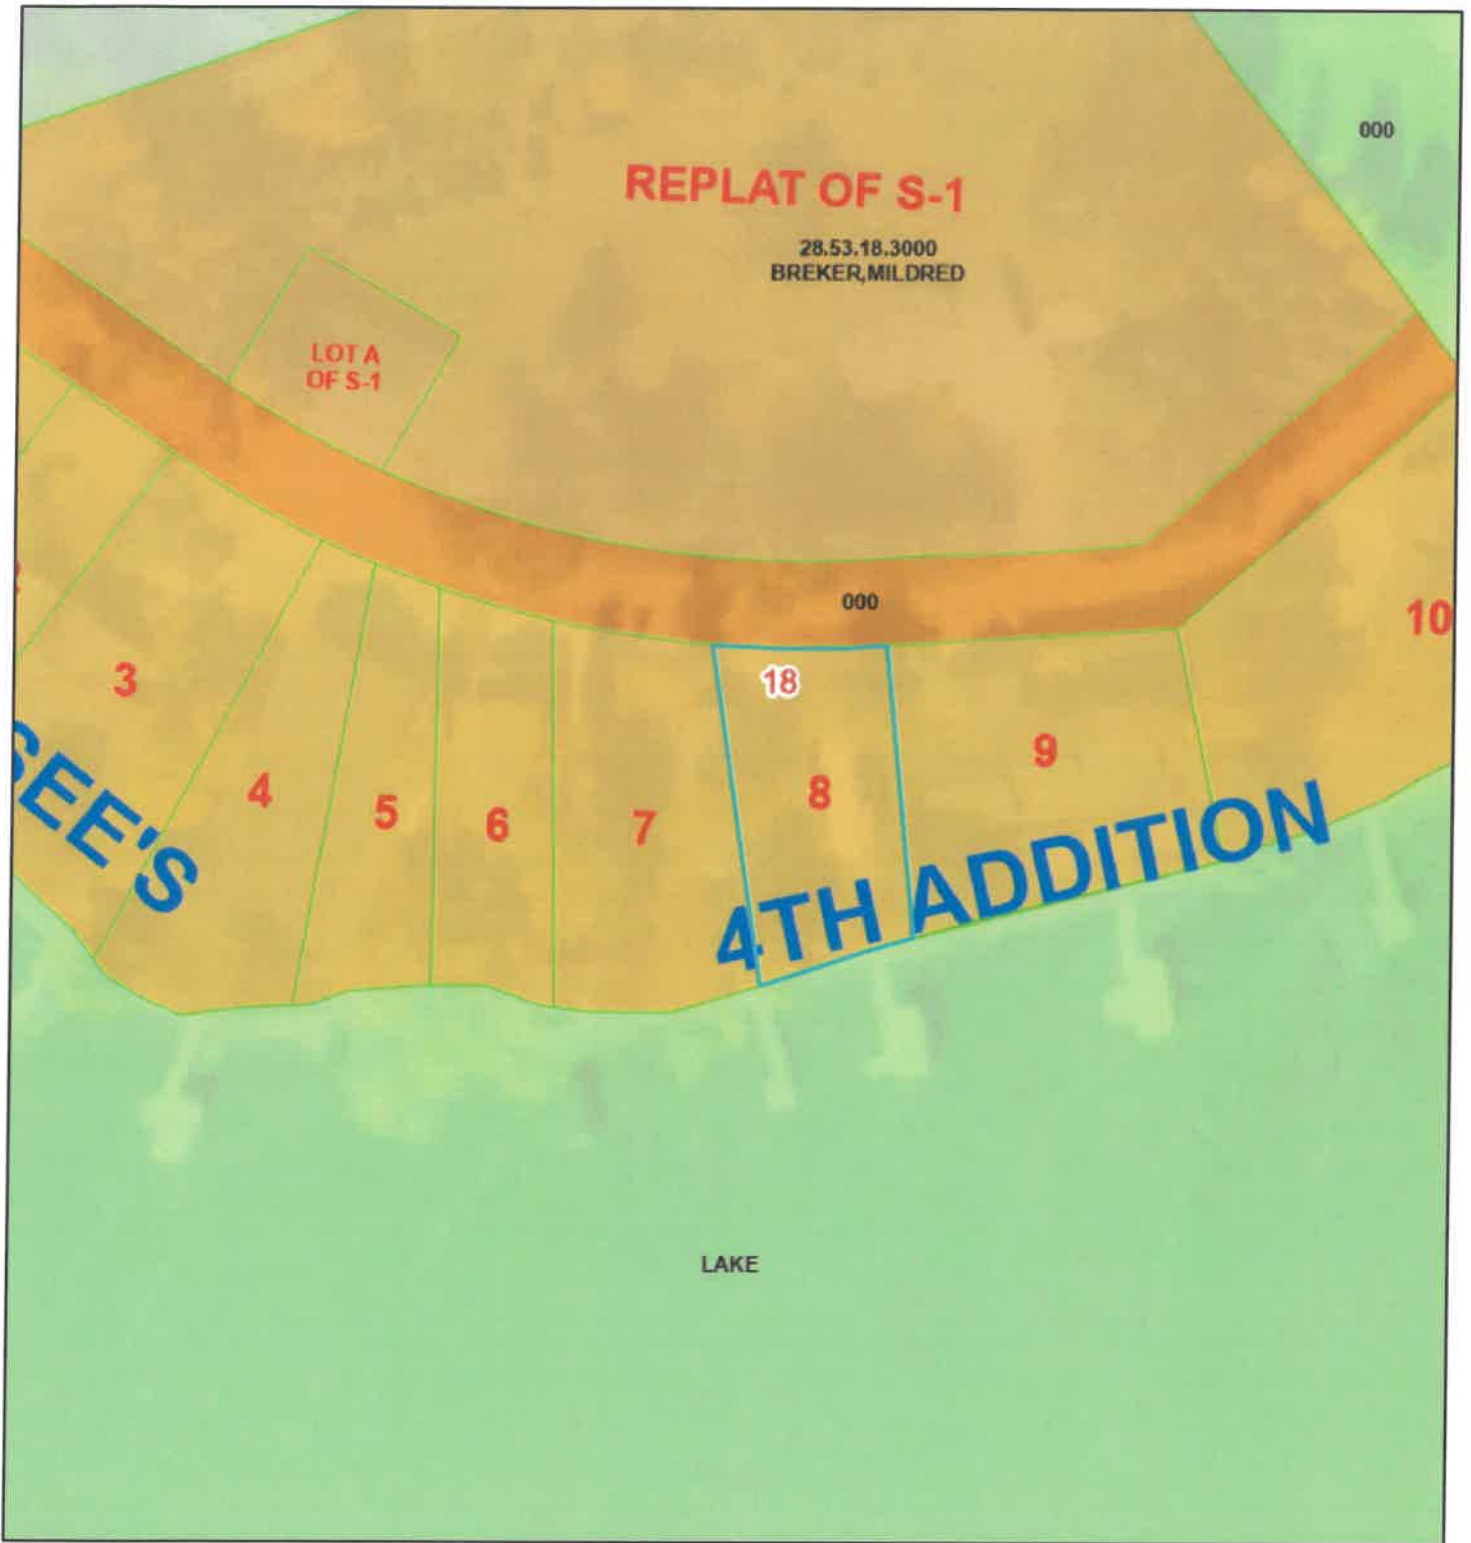 000
REPLAT OF S-1
28.53.18.3000
BREKER,MILDRED
LOT A
OF S-1
000
10
18
3
9
4
8
5
6
7
SEE'S
4TH ADDITION
LAKE